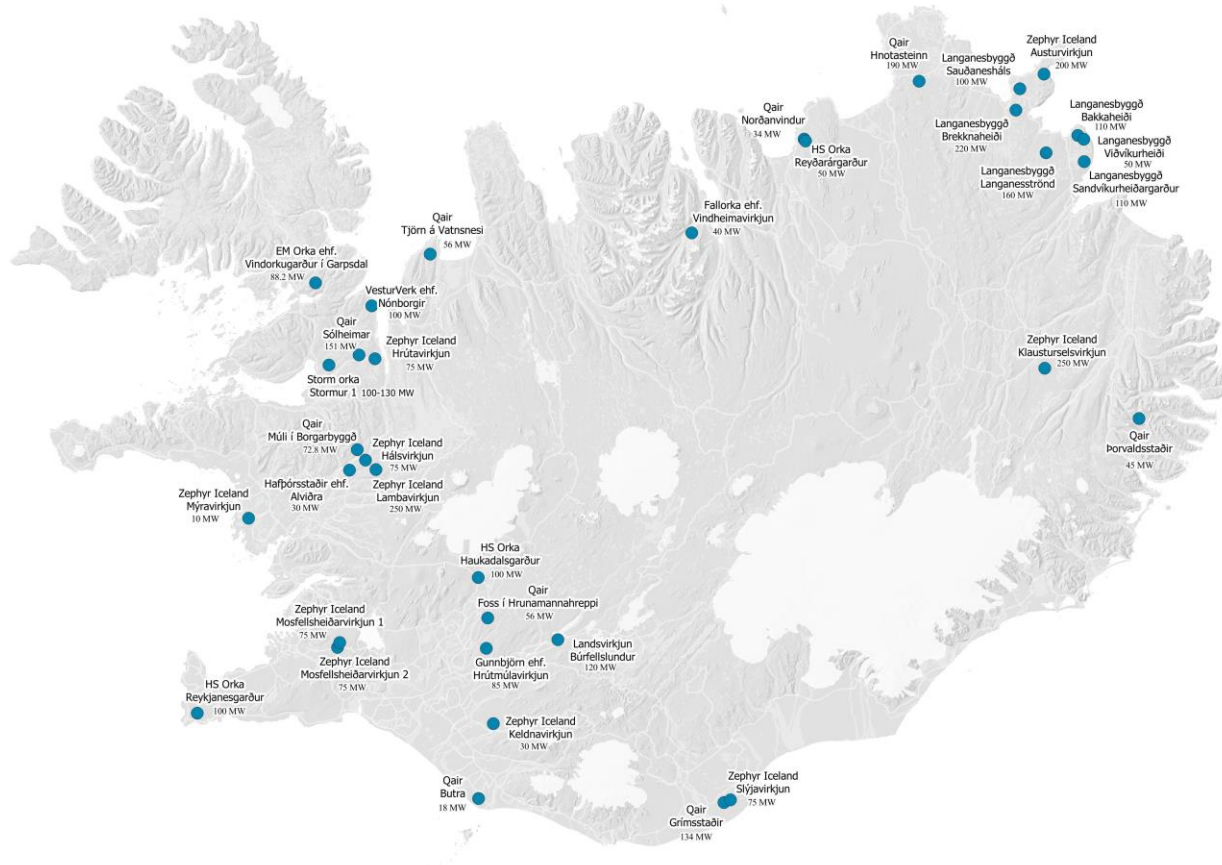 Qair
Hnotasteinn
190 MW
Langanesbyggð
Sauðanesháls
100 MW
Zephyr Iceland
Austurvirkjun
200 MW
Qair
Norðanvindur
34 MW
HS Orka
Reyðarárgarður
50 MW
Langanesbyggð
Brekknaheiði
220 MW
Langanesbyggð
Bakkaheiði
110 MW
Langanesbyggð
Viðvíkurheiði
50 MW
Langanesbyggð
Langanesströnd
160 MW
Langanesbyggð
Sandvíkurheiðargarður
110 MW
Fallorka ehf.
Vindheimavirkjun
40 MW
Qair
Tjörn á Vatnsnesi
56 MW
EM Orka ehf.
Vindorkugarður í Garpsdal
88.2 MW
VesturVerk ehf.
Nónborgir
100 MW
Qair
Sólheimar
151 MW
Zephyr Iceland
Hrútavirkjun
75 MW
Storm orka
Stormur 1 100-130 MW
Zephyr Iceland
Klausturselsvirkjun
250 MW
Qair
Þorvaldsstaðir
45 MW
Qair
Múli í Borgarbyggð
72.8 MW
Zephyr Iceland
Hálsvirkjun
75 MW
Hafþórsstaðir ehf.
Alviðra
30 MW
Zephyr Iceland
Lambavirkjun
250 MW
Zephyr Iceland
Mýravirkjun
10 MW
HS Orka
Haukadalsgarður
100 MW
Qair
Foss í Hrunamannahreppi
56 MW
Zephyr Iceland
Mosfellsheiðarvirkjun 1
75 MW
Zephyr Iceland
Mosfellsheiðarvirkjun 2
75 MW
Gunnbjörn ehf.
Hrútmúlavirkjun
85 MW
Landsvirkjun
Búrfellslundur
120 MW
HS Orka
Reykjanesgarður
100 MW
Zephyr Iceland
Keldnavirkjun
30 MW
Qair
Butra
18 MW
Qair
Grímsstaðir
134 MW
Zephyr Iceland
Slýjavirkjun
75 MW